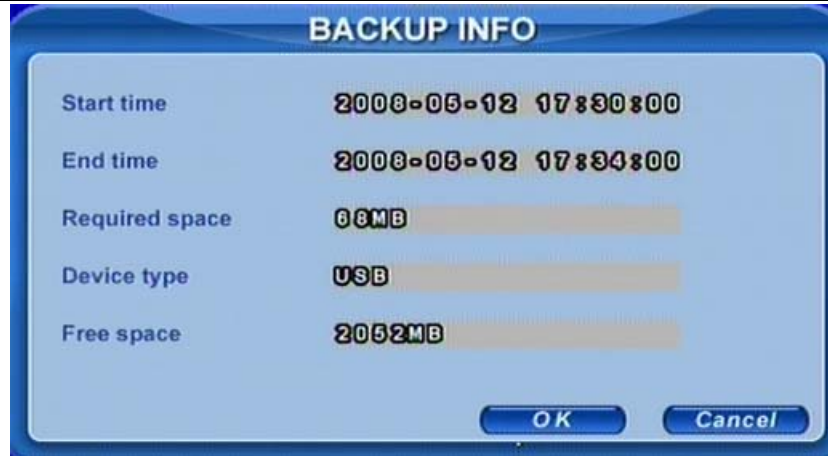 BACKUP INFO
Start time 2008-05-12 17:30:00
End time 2008-05-12 17:34:00
Required space 68MB
Device type USB
Free space 2052MB
OK Cancel